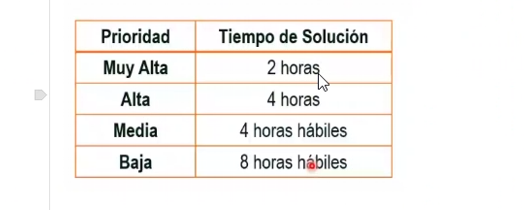 Prioridad Tiempo de Solución
Muy Alta 2 horas
Alta 4 horas
Media 4 horas hábiles
Baja 8 horas hábiles